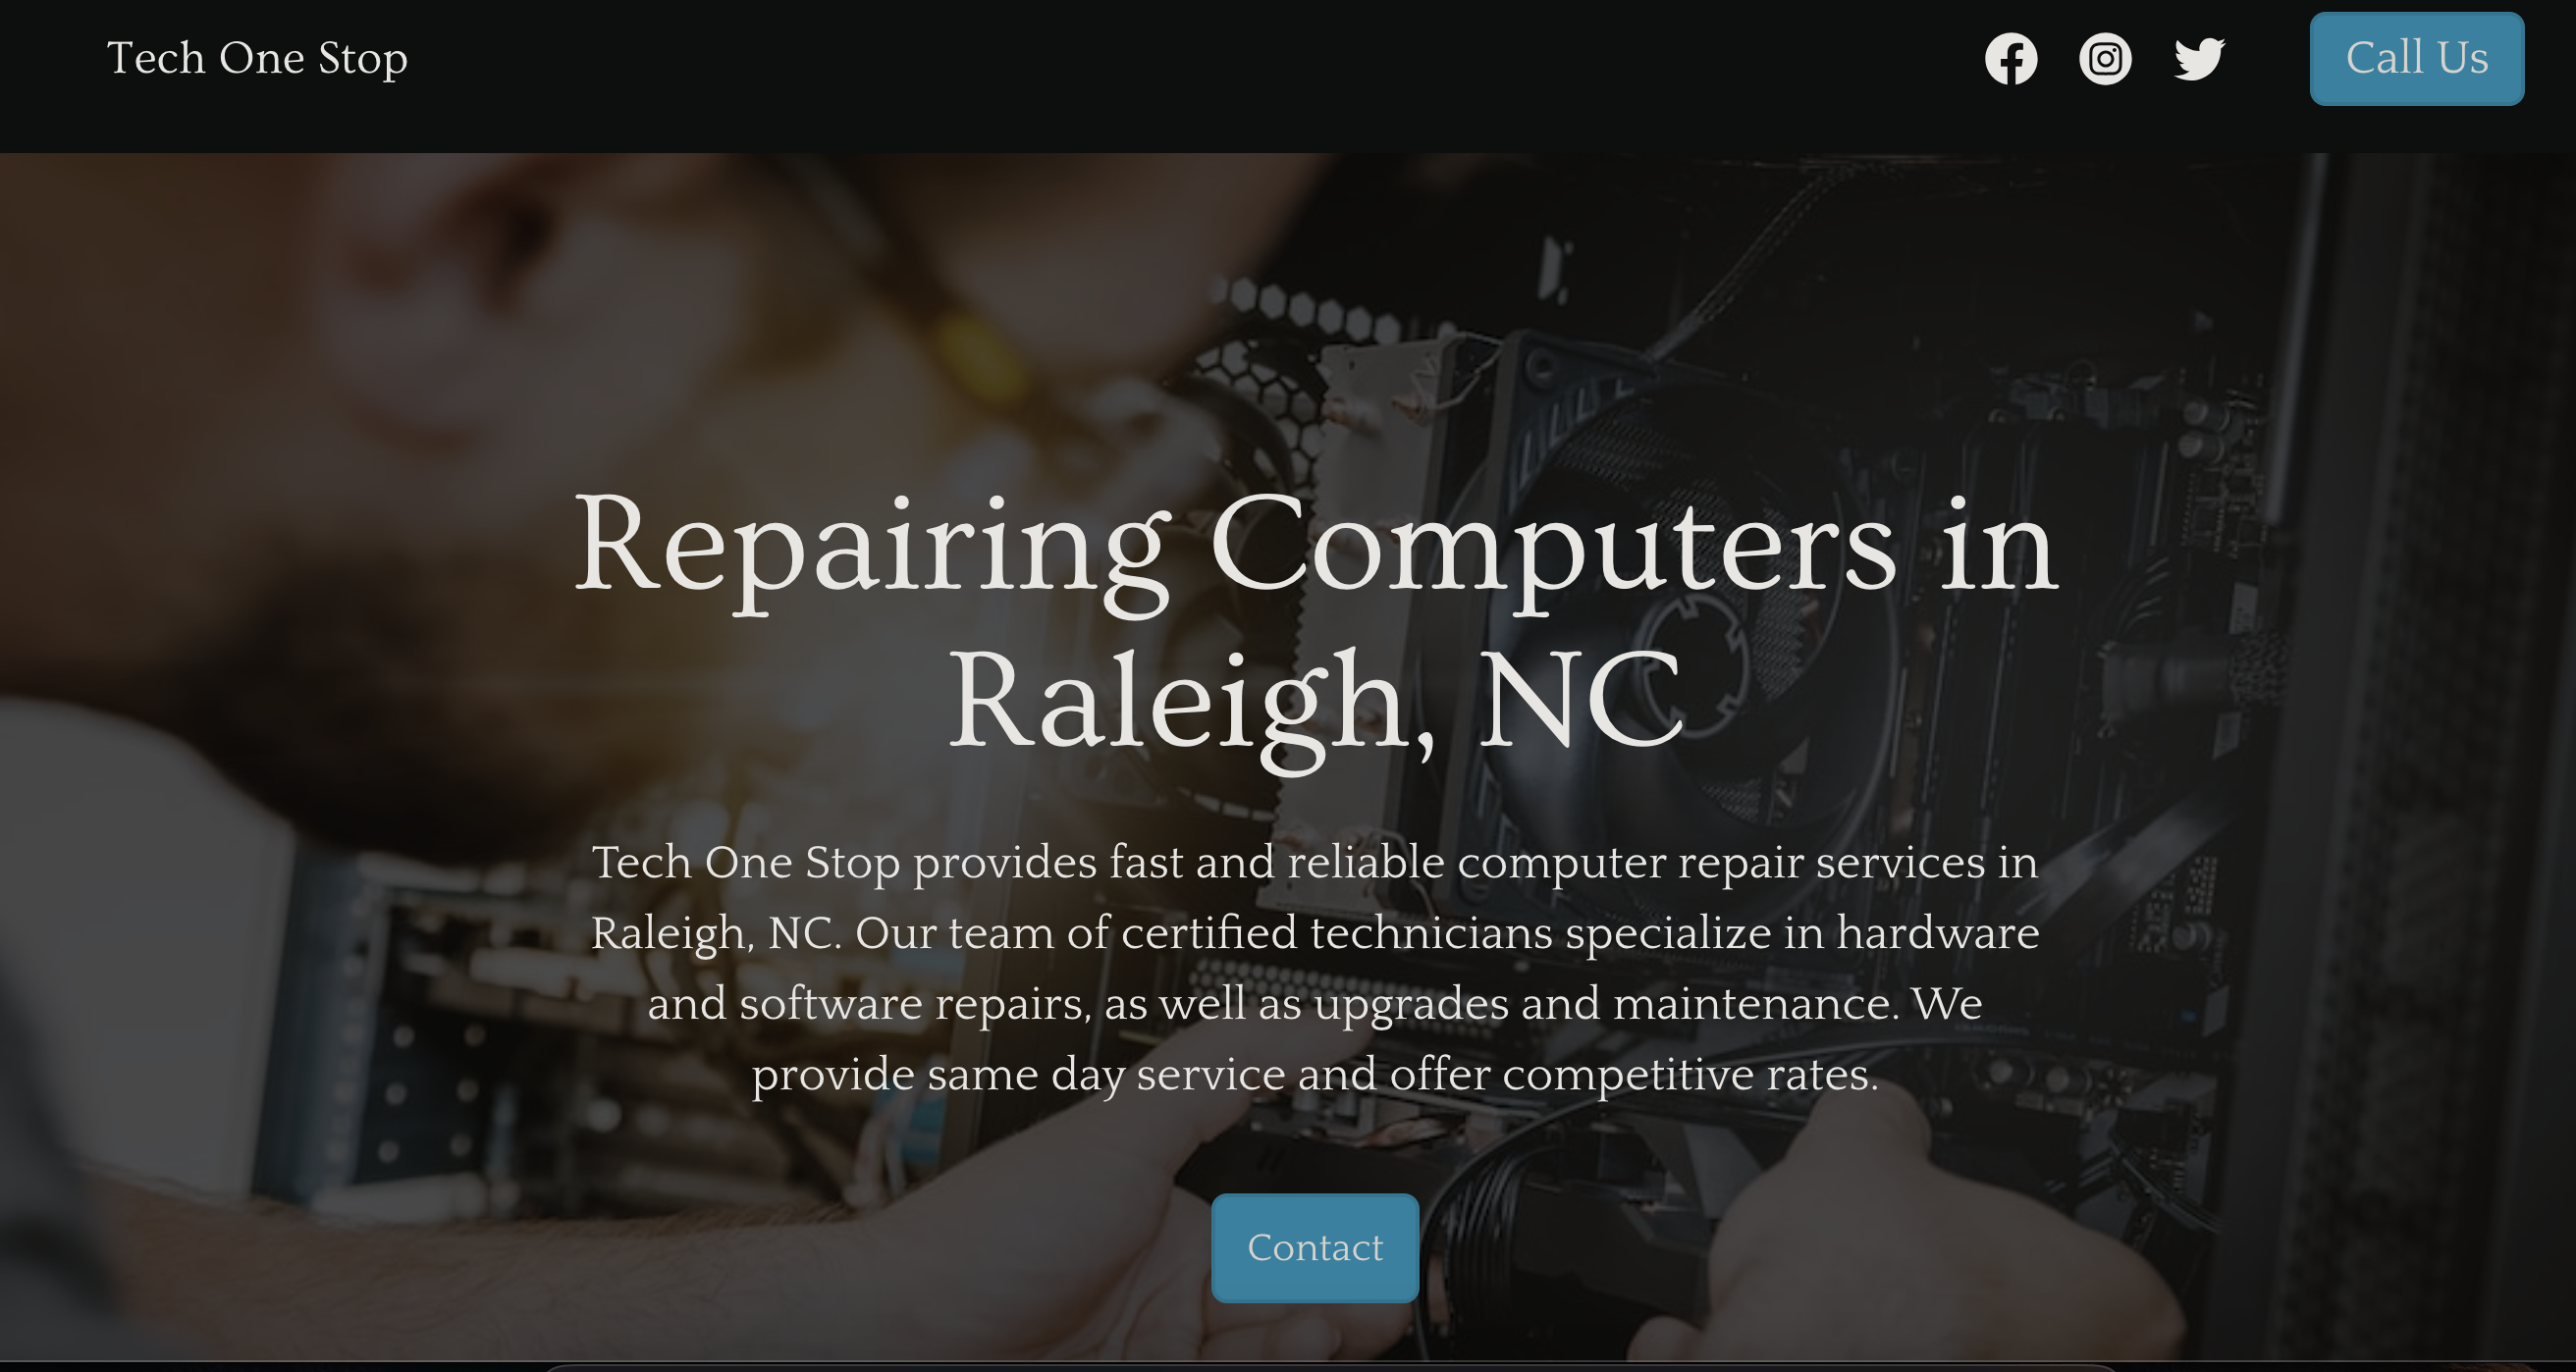 Tech One Stop
Call Us
Repairing Computers in
Raleigh, NC
Tech One Stop provides fast and reliable computer repair services in
Raleigh, NC. Our team of certified technicians specialize in hardware
and software repairs, as well as upgrades and maintenance. We
provide same day service and offer competitive rates.
Contact